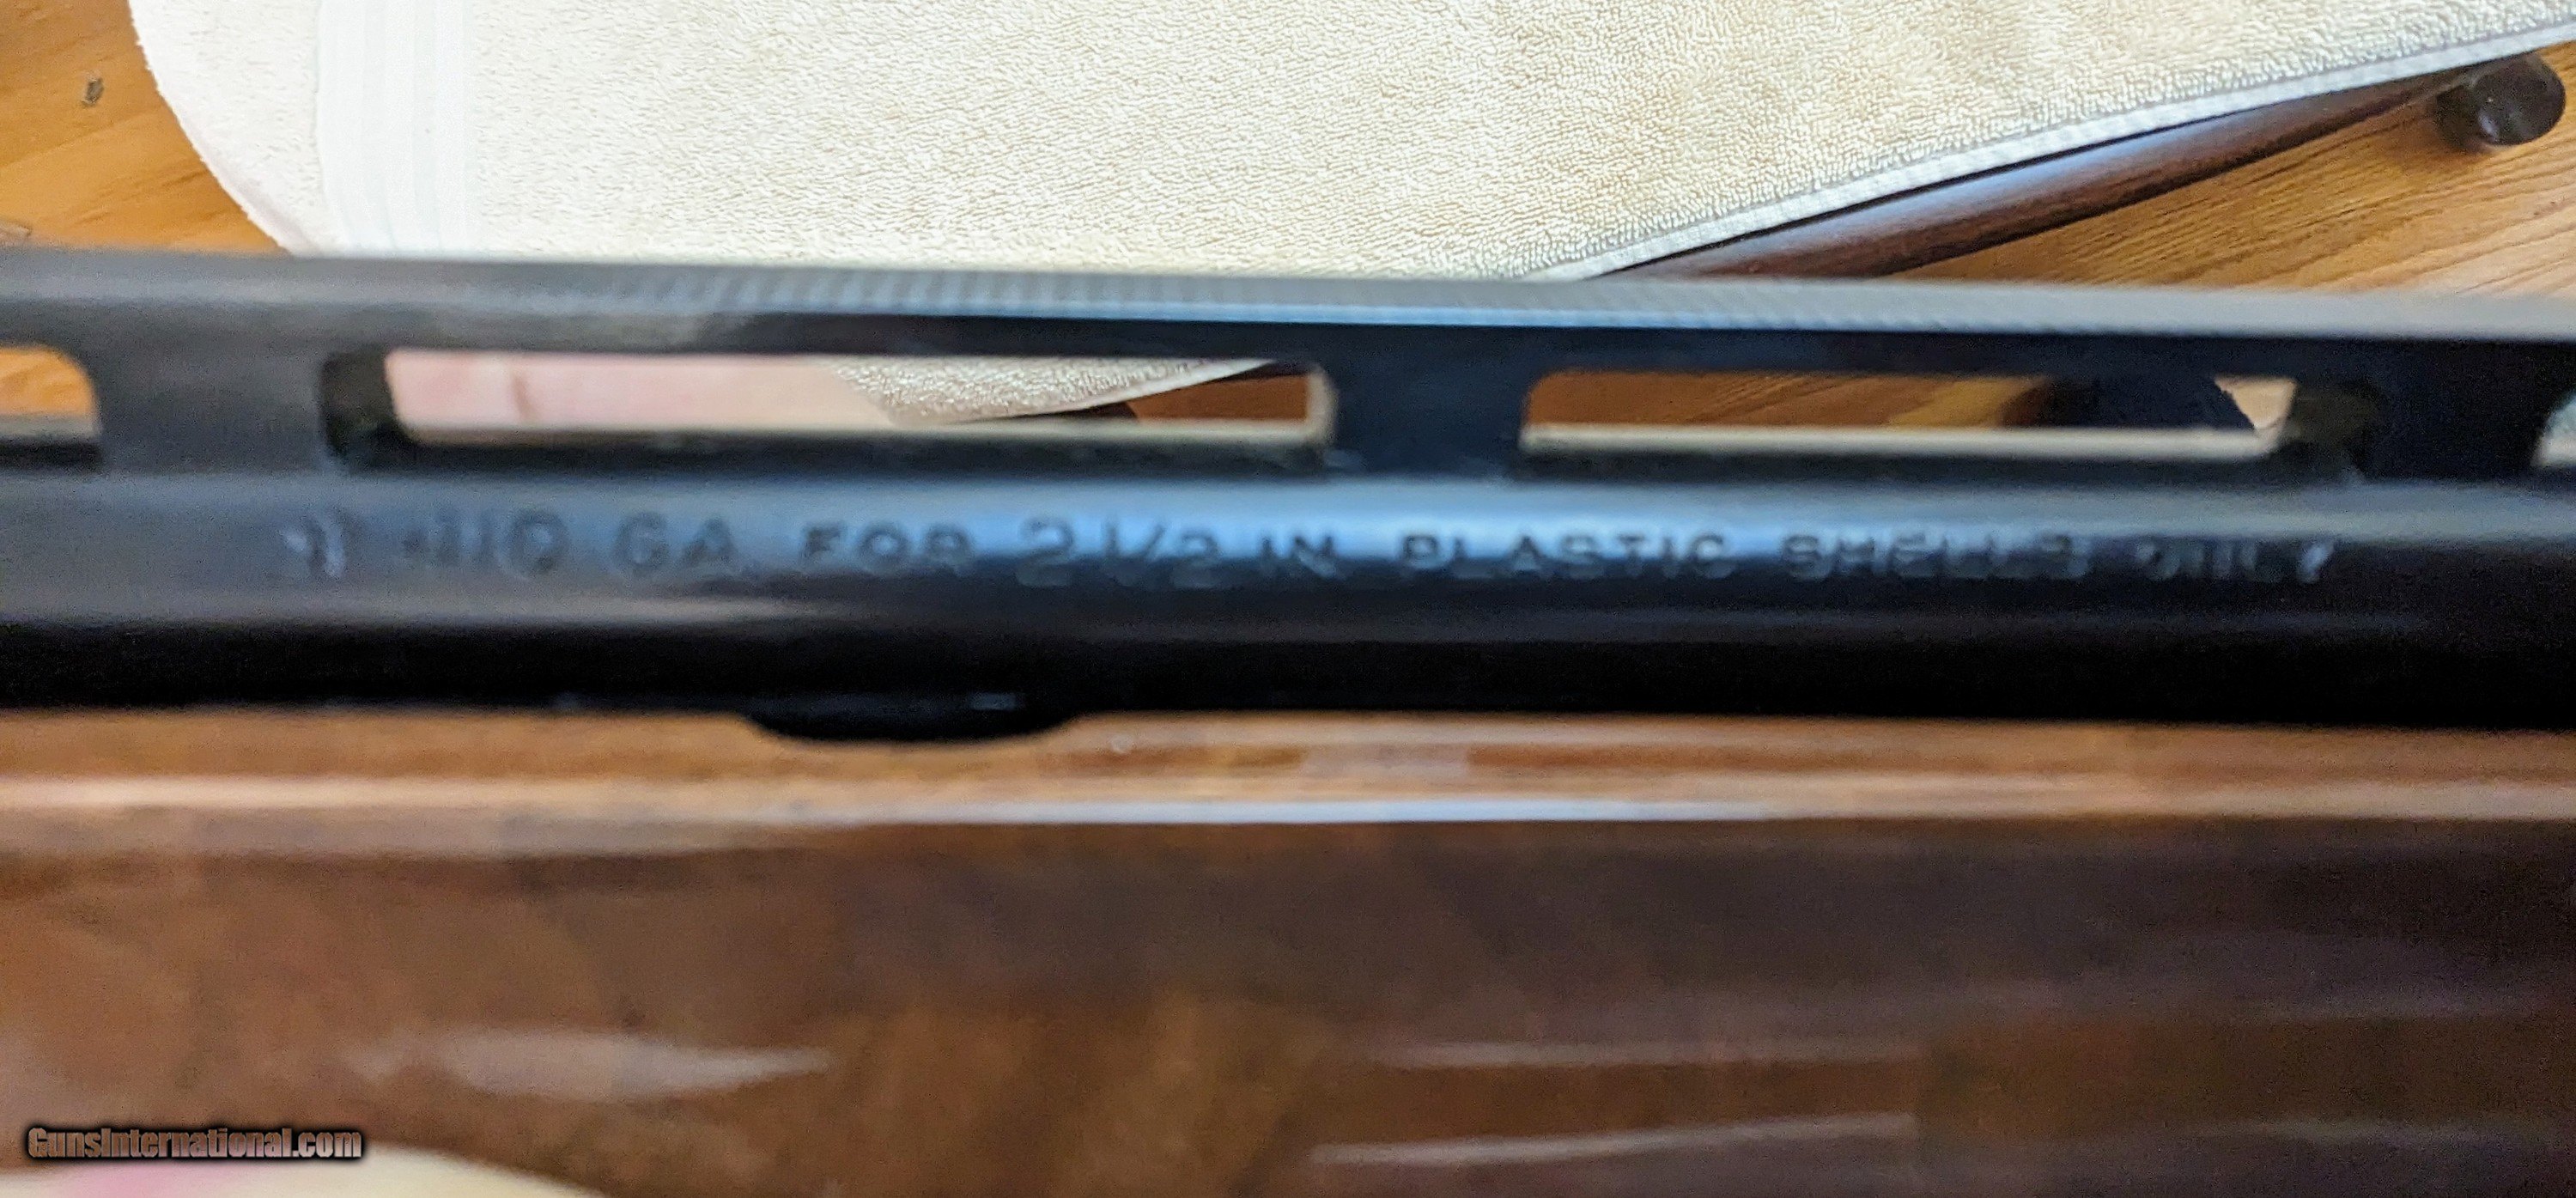 410 GA. FOR 2 1/2 IN PLASTIC SHELLS ONLY
GunsInternational.com